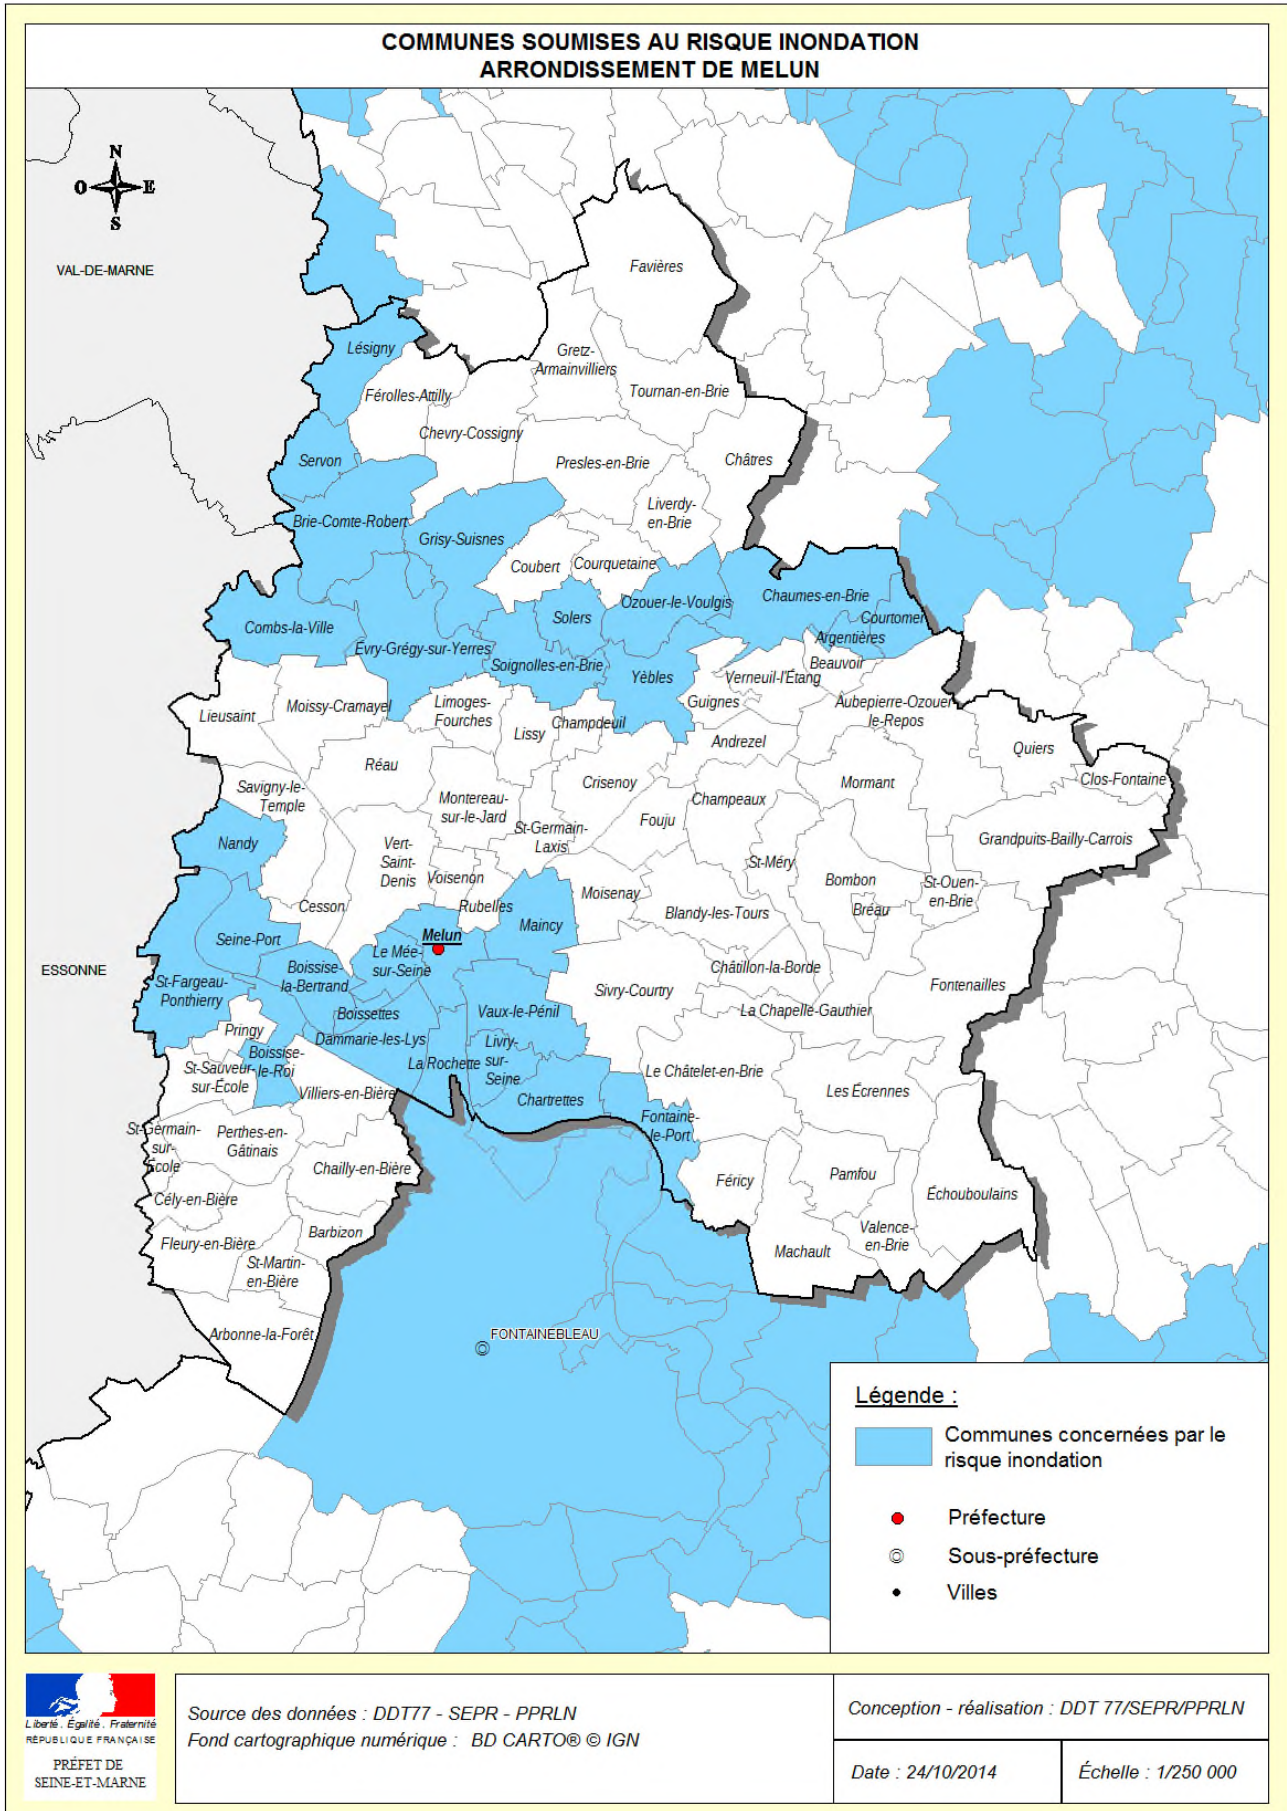 COMMUNES SOUMISES AU RISQUE INONDATION
ARRONDISSEMENT DE MELUN
N
O
E
S
VAL-DE-MARNE
Favières
Lésigny
Gretz-
Armainvilliers
Férolles-Attilly
Tournan-en-Brie
Chevry-Cossigny
Servon
Presles-en-Brie
Châtres
Liverdy-
en-Brie
Brie-Comte-Robert
Grisy-Suisnes
Coubert
Courquetaine
Ozouer-le-Voulgis
Chaumes-en-Brie
Solers
Courtomer
Combs-la-Ville
Argentières
Évry-Grégy-sur-Yerres
Soignolles-en-Brie
Beauvoir
Yèbles
Verneuil-l'Étang
Guignes
Limoges-
Fourches
Moissy-Cramayel
Lieusaint
Aubepierre-Ozouer
le-Repos
Champdeuil
Lissy
Andrezel
Quiers
Réau
Clos-Fontaine
Crisenoy
Mormant
Savigny-le-
Temple
Montereau-
sur-le-Jard
Champeaux
Fouju
St-Germain-
Laxis
Nandy
Grandpuits-Bailly-Carrois
Vert-
Saint-
Denis
St-Méry
Voisenon
Bombon
St-Ouen-
en-Brie
Moisenay
Cesson
Rubelles
Blandy-les-Tours
Bréau
Maincy
Melun
Seine-Port
Le Mée-
sur-Seine
ESSONNE
Boissise-
la-Bertrand
Châtillon-la-Borde
St-Fargeau-
Ponthierry
Sivry-Courtry
Fontenailles
Vaux-le-Pénil
La Chapelle-Gauthier
Boissettes
Pringy
Dammarie-les-Lys
Livry-
sur-
Seine
Boissise-
le-Roi
La Rochette
St-Sauveur-
sur-École
Le Châtelet-en-Brie
Villiers-en-Bière
Les Écrennes
Chartrettes
Fontaine-
le-Port
St-Germain-
sur-
École
Perthes-en-
Gâtinais
Chailly-en-Bière
Féricy
Pamfou
Échouboulains
Cély-en-Bière
Barbizon
Fleury-en-Bière
Valence-
en-Brie
Machault
St-Martin-
en-Bière
Arbonne-la-Forêt
FONTAINEBLEAU
Légende :
Communes concernées par le
risque inondation
Préfecture
Sous-préfecture
Villes
Liberté . Égalité . Fraternité
RÉPUBLIQUE FRANÇAISE
PRÉFET DE
SEINE-ET-MARNE
Source des données : DDT77 - SEPR - PPRLN
Fond cartographique numérique : BD CARTO® © IGN
Conception - réalisation : DDT 77/SEPR/PPRLN
Date : 24/10/2014
Échelle : 1/250 000